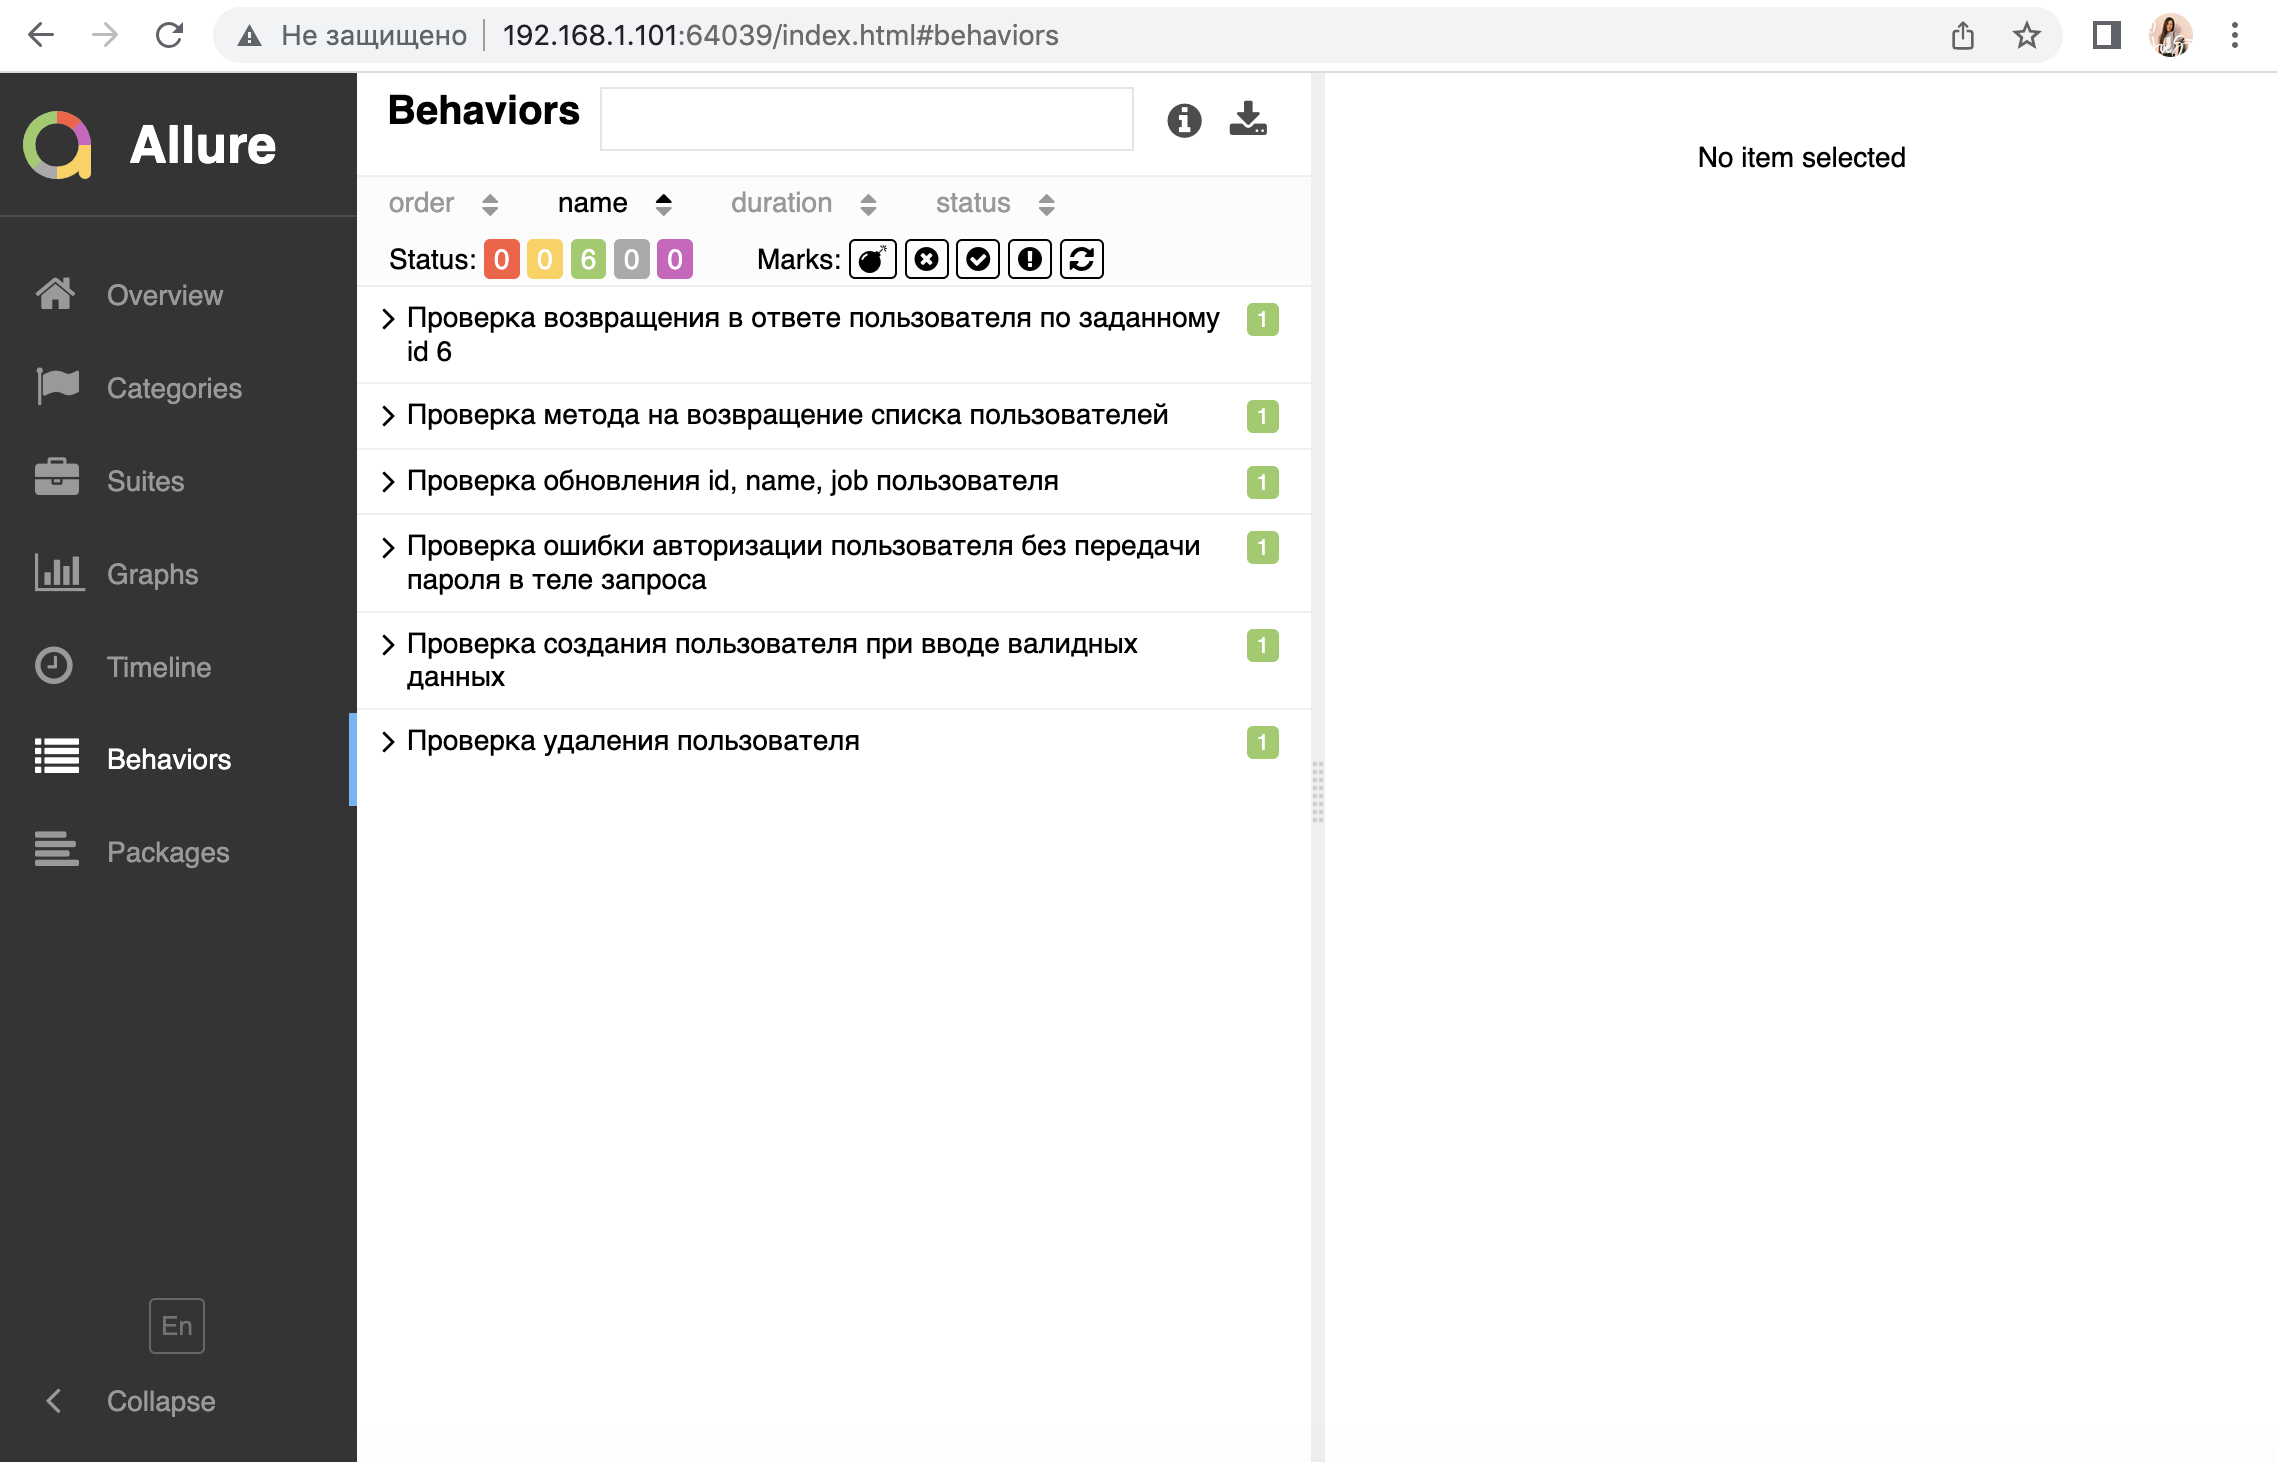 Не защищено 192.168.1.101:64039/index.html#behaviors
Allure
Overview
Categories
Suites
Graphs
Timeline
Behaviors
Packages
En
Collapse
Behaviors
order name duration status
Status: 0 0 6 0 0 Marks:
Проверка возвращения в ответе пользователя по заданному 1
id 6
Проверка метода на возвращение списка пользователей 1
Проверка обновления id, name, job пользователя 1
Проверка ошибки авторизации пользователя без передачи 1
пароля в теле запроса
Проверка создания пользователя при вводе валидных 1
данных
Проверка удаления пользователя 1
No item selected